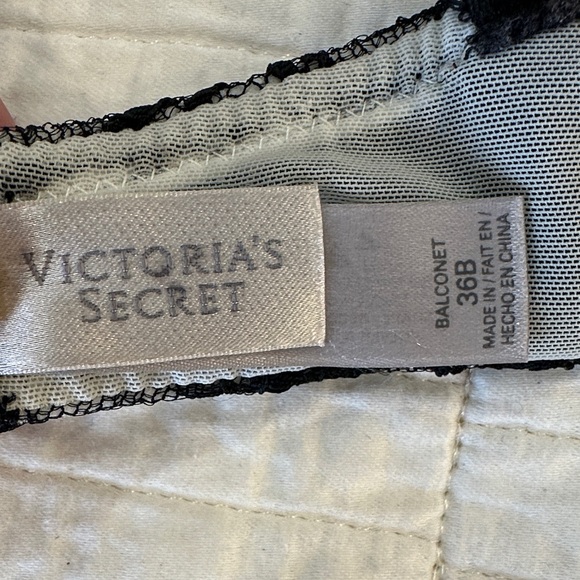 VICTORIA'S
SECRET
BALCONET
36B
MADE IN / FAIT EN /
HECHO EN CHINA